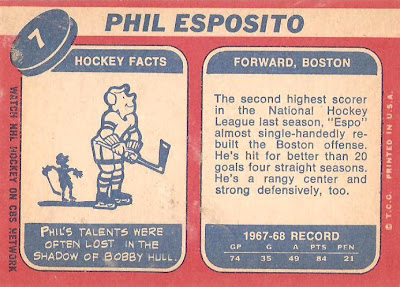 7
PHIL ESPOSITO
WATCH NHL HOCKEY ON CBS NETWORK
HOCKEY FACTS
PHIL'S TALENTS WERE
OFTEN LOST IN THE
SHADOW OF BOBBY HULL.
FORWARD, BOSTON
The second highest scorer
in the National Hockey
League last season, "Espo"
almost single-handedly re-
built the Boston offense.
He's hit for better than 20
goals four straight seasons.
He's a rangy center and
strong defensively, too.
1967-68 RECORD
GP G A PTS PEN
74 35 49 84 21
© T.C.G. PRINTED IN U.S.A.